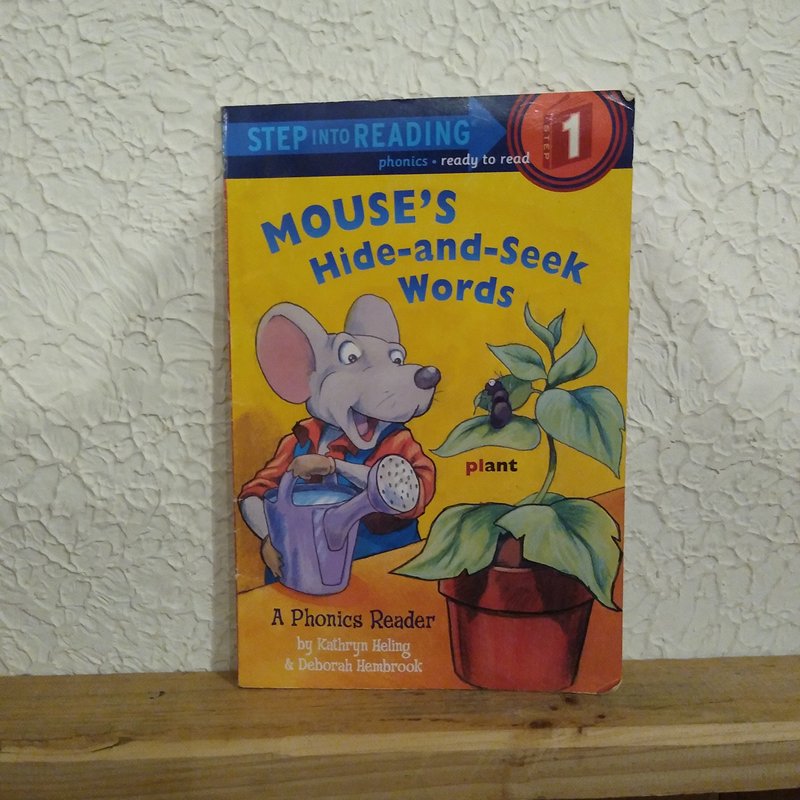 STEP INTO READING
phonics • ready to read
STEP 1
MOUSE'S
Hide-and-Seek
Words
plant
A Phonics Reader
by Kathryn Heling
& Deborah Hembrook